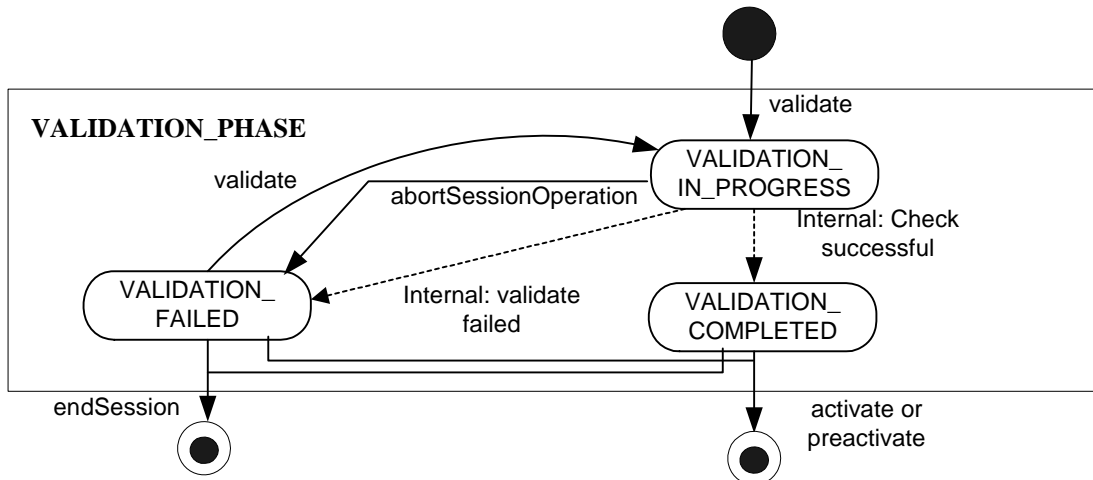 validate
VALIDATION_PHASE
VALIDATION_
IN_PROGRESS
validate
abortSessionOperation
Internal: Check
successful
VALIDATION_
FAILED
Internal: validate
failed
VALIDATION_
COMPLETED
endSession
activate or
preactivate